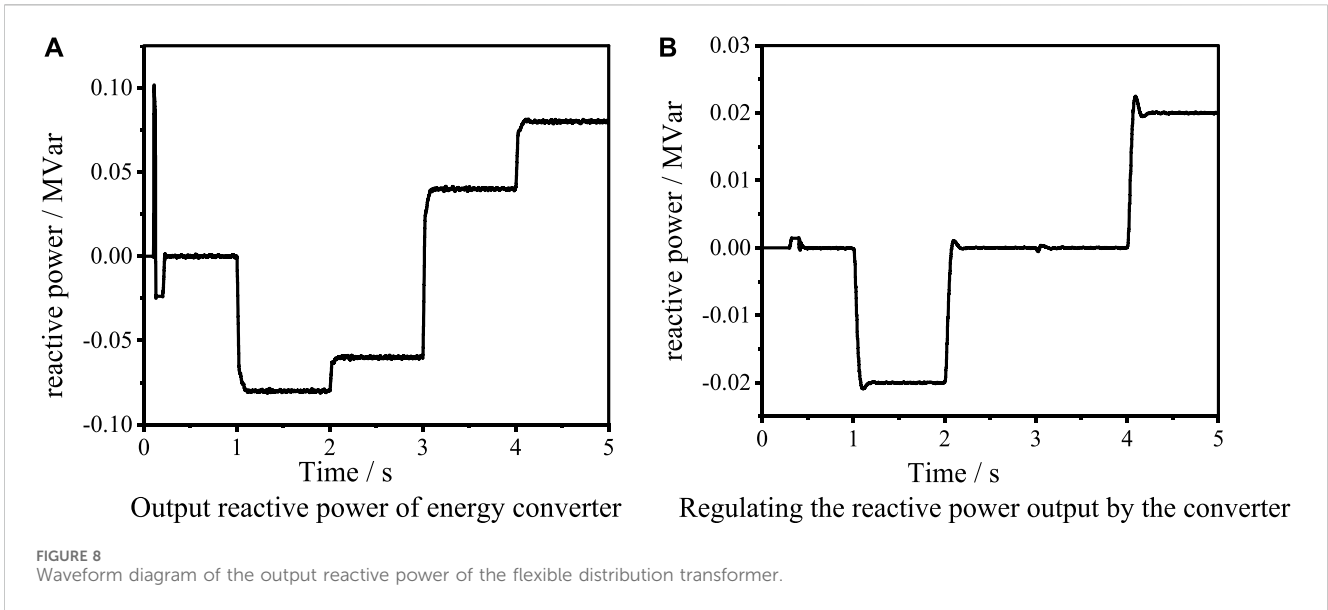 A
reactive power / MVar
0.10
0.05
0.00
-0.05
-0.10
0 1 2 3 4 5
Time / s
Output reactive power of energy converter
B
reactive power / MVar
0.03
0.02
0.01
0.00
-0.01
-0.02
0 1 2 3 4 5
Time / s
Regulating the reactive power output by the converter
FIGURE 8
Waveform diagram of the output reactive power of the flexible distribution transformer.